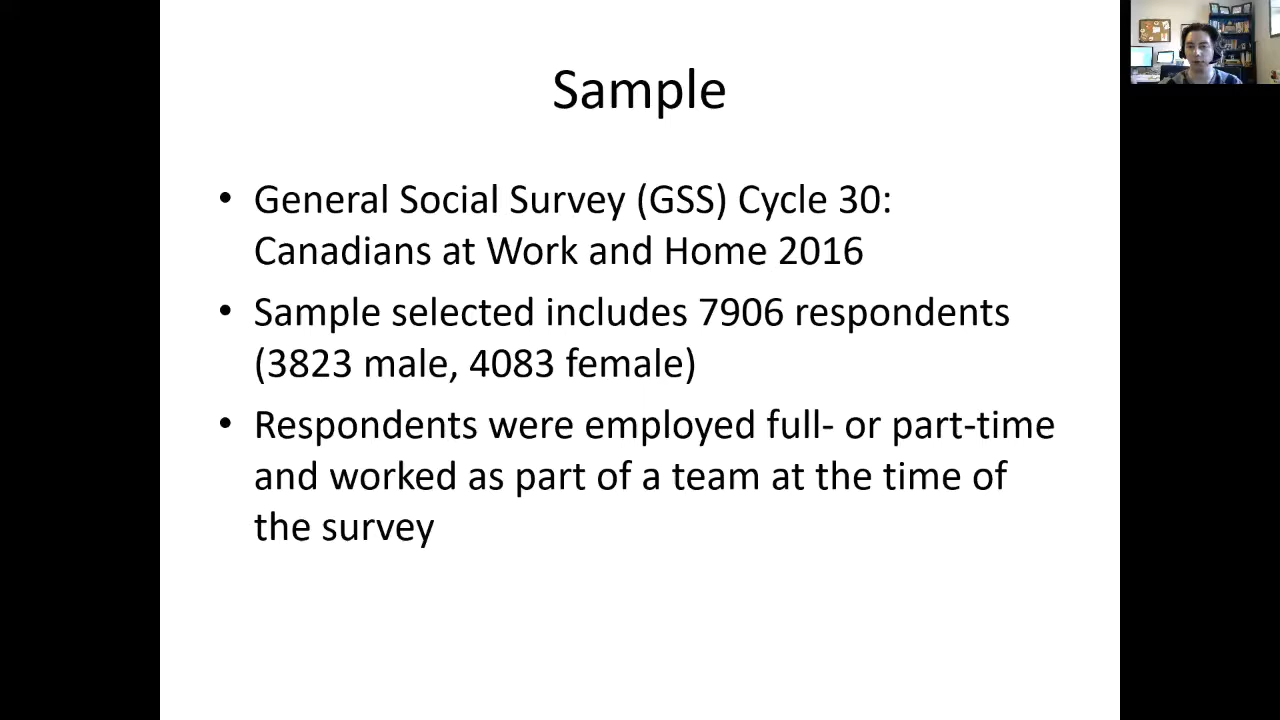 Sample
• General Social Survey (GSS) Cycle 30:
Canadians at Work and Home 2016
• Sample selected includes 7906 respondents
(3823 male, 4083 female)
• Respondents were employed full- or part-time
and worked as part of a team at the time of
the survey